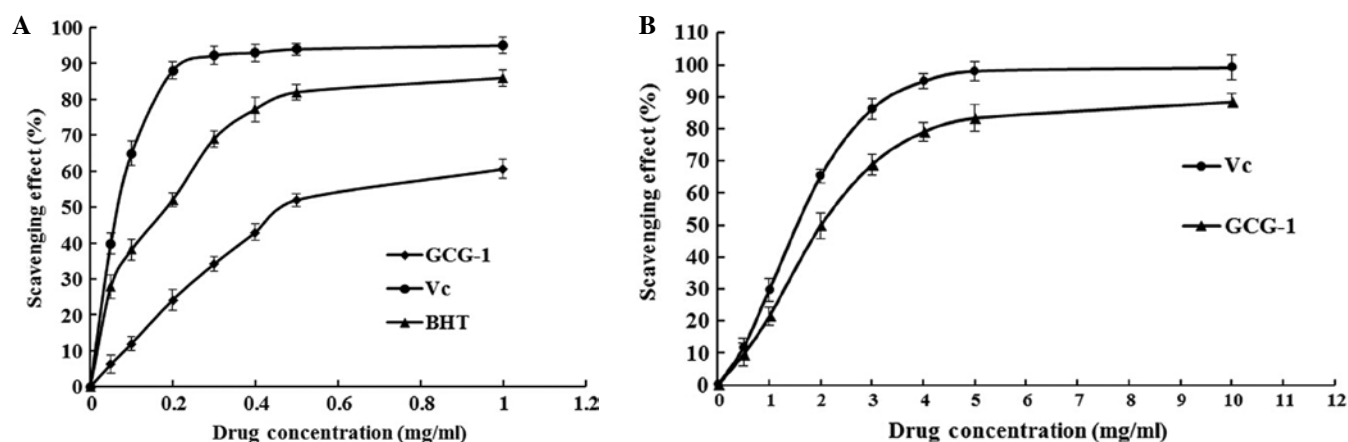 A
100
90
80
70
60
50
40
30
20
10
0
Scavenging effect (%)
0 0.2 0.4 0.6 0.8 1 1.2
Drug concentration (mg/ml)
GCG-1
Vc
BHT
B
110
100
90
80
70
60
50
40
30
20
10
0
Scavenging effect (%)
0 1 2 3 4 5 6 7 8 9 10 11 12
Drug concentration (mg/ml)
Vc
GCG-1